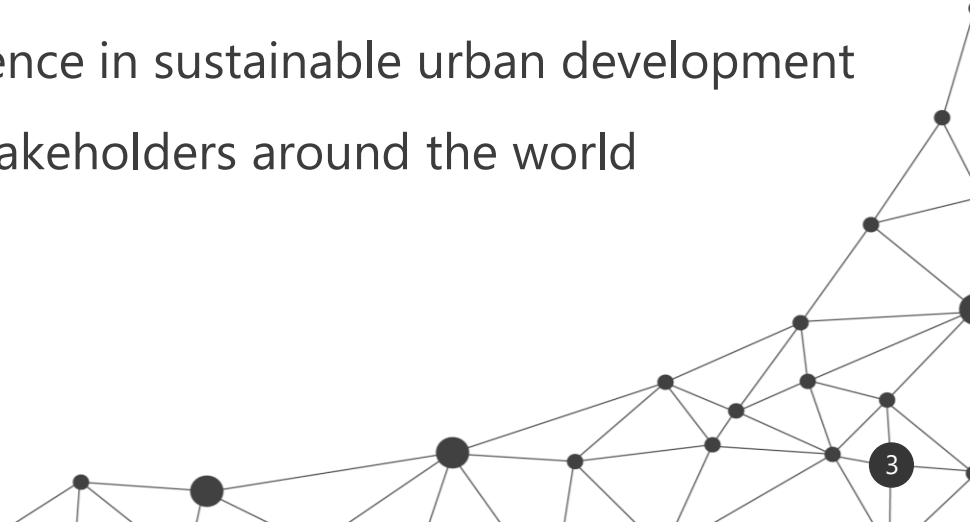 ence in sustainable urban development
akeholders around the world
3